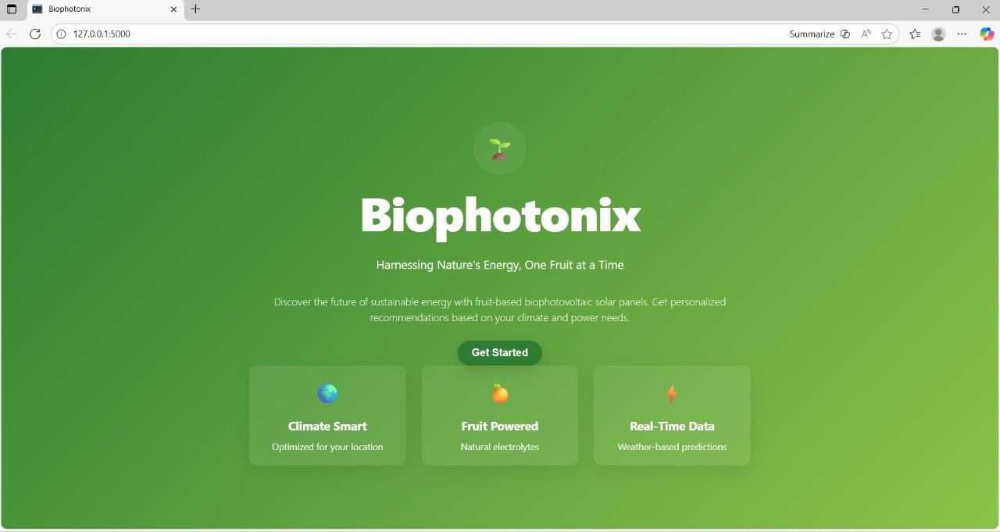 Biophotonix
127.0.0.1:5000
Summarize
Biophotonix
Harnessing Nature's Energy, One Fruit at a Time
Discover the future of sustainable energy with fruit-based biophotovoltaic solar panels. Get personalized
recommendations based on your climate and power needs.
Get Started
Climate Smart
Optimized for your location
Fruit Powered
Natural electrolytes
Real-Time Data
Weather-based predictions